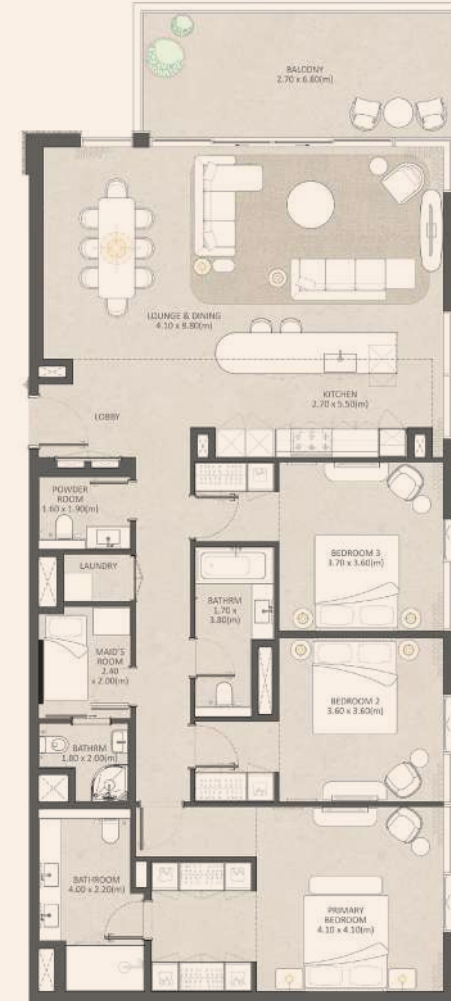 BALCONY
2.70 x 6.80(m)
LOUNGE & DINING
4.10 x 8.80(m)
KITCHEN
2.70 x 5.50(m)
LOBBY
POWDER
ROOM
1.60 x 1.90(m)
LAUNDRY
BEDROOM 3
3.70 x 3.60(m)
BATHRM
1.70 x
3.80(m)
MAID'S
ROOM
2.40
x 2.00(m)
BEDROOM 2
3.60 x 3.60(m)
BATHRM
1.80 x 2.00(m)
BATHROOM
4.00 x 2.20(m)
PRIMARY
BEDROOM
4.10 x 4.10(m)